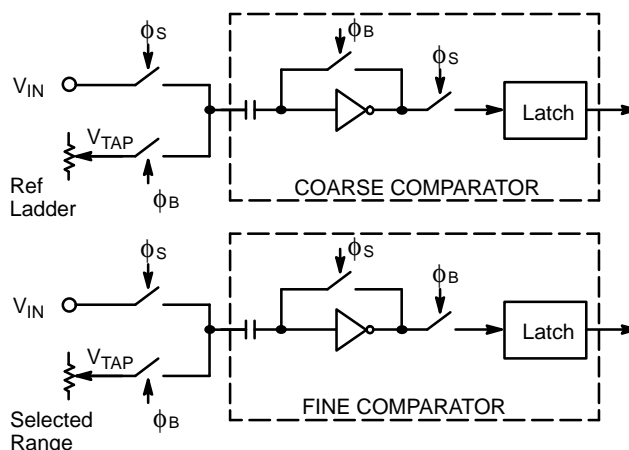 ϕS
ϕB
VIN
ϕS
VTAP
Latch
Ref
Ladder
ϕB
COARSE COMPARATOR
ϕS
ϕS
ϕB
VIN
VTAP
Latch
Selected
Range
ϕB
FINE COMPARATOR